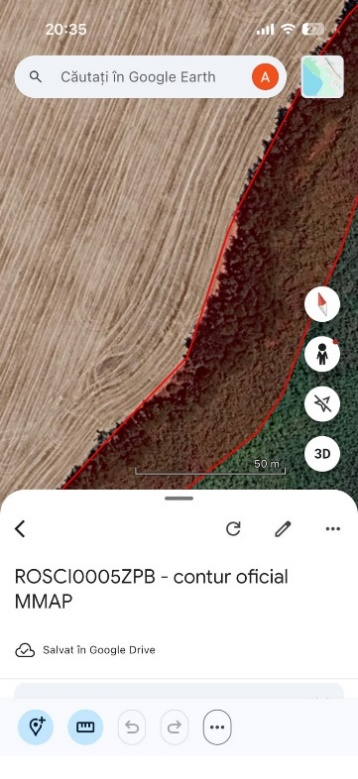 20:35
Căutați în Google Earth
A
3D
50 m
ROSCI0005ZPB - contur oficial
MMAP
Salvat în Google Drive